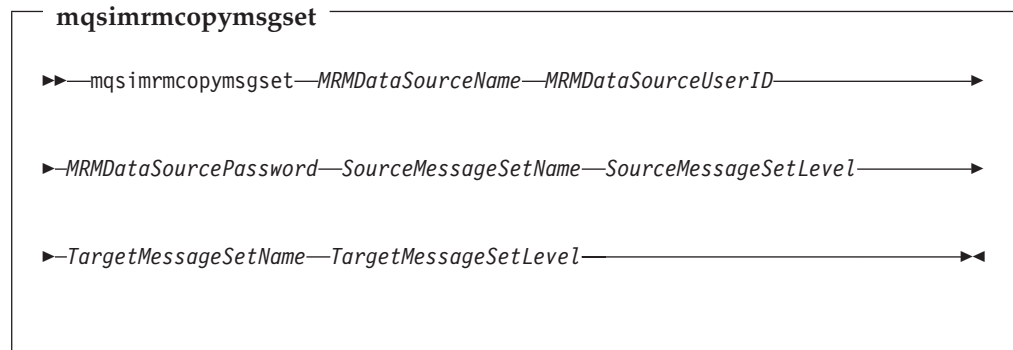 mqsimrmcopymsgset
mqsimrmcopymsgset MRMDataSourceName MRMDataSourceUserID
MRMDataSourcePassword SourceMessageSetName SourceMessageSetLevel
TargetMessageSetName TargetMessageSetLevel